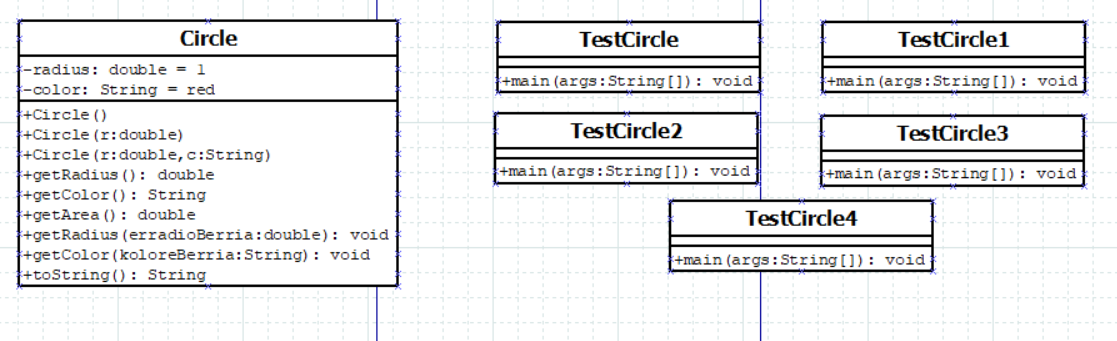 Circle
-radius: double = 1
-color: String = red
+Circle()
+Circle(r:double)
+Circle(r:double,c:String)
+getRadius(): double
+getColor(): String
+getArea(): double
+getRadius(erradioBerria:double): void
+getColor(koloreBerria:String): void
+toString(): String
TestCircle
+main(args:String[]): void
TestCircle1
+main(args:String[]): void
TestCircle2
+main(args:String[]): void
TestCircle3
+main(args:String[]): void
TestCircle4
+main(args:String[]): void